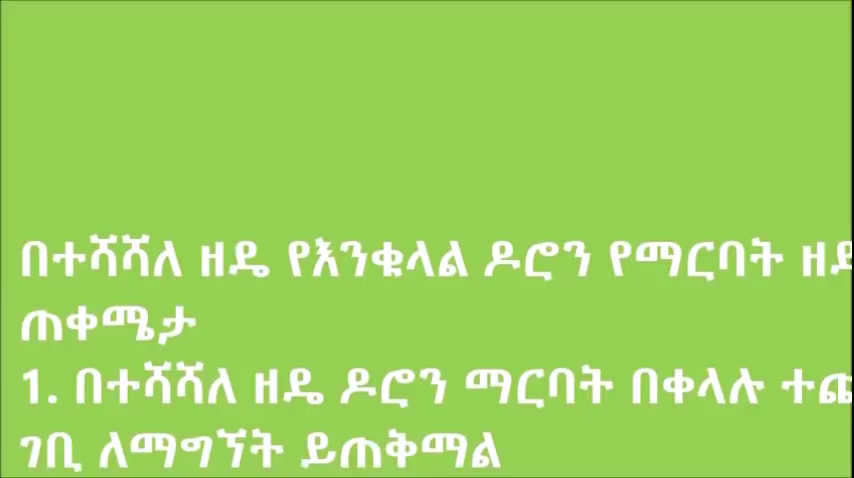 በተሻሻለ ዘዴ የእንቁላል ዶሮን የማርባት
ጠቀሜታ
1. በተሻሻለ ዘዴ ዶሮን ማርባት በቀላሉ
ገቢ ለማግኘት ይጠቅማል